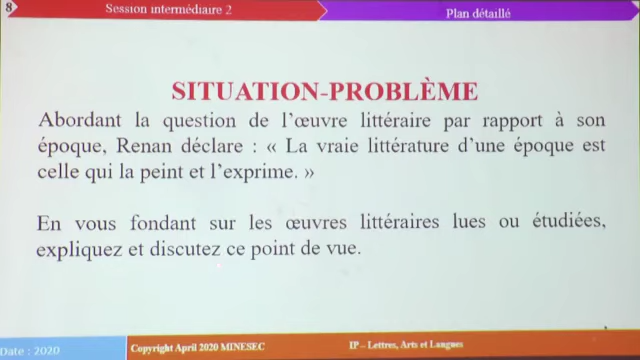 8
Session intermédiaire 2
Plan détaillé
SITUATION-PROBLÈME
Abordant la question de l'œuvre littéraire par rapport à son
époque, Renan déclare : « La vraie littérature d'une époque est
celle qui la peint et l'exprime. »
En vous fondant sur les œuvres littéraires lues ou étudiées,
expliquez et discutez ce point de vue.
Date : 2020
Copyright April 2020 MINESEC
IP – Lettres, Arts et Langues